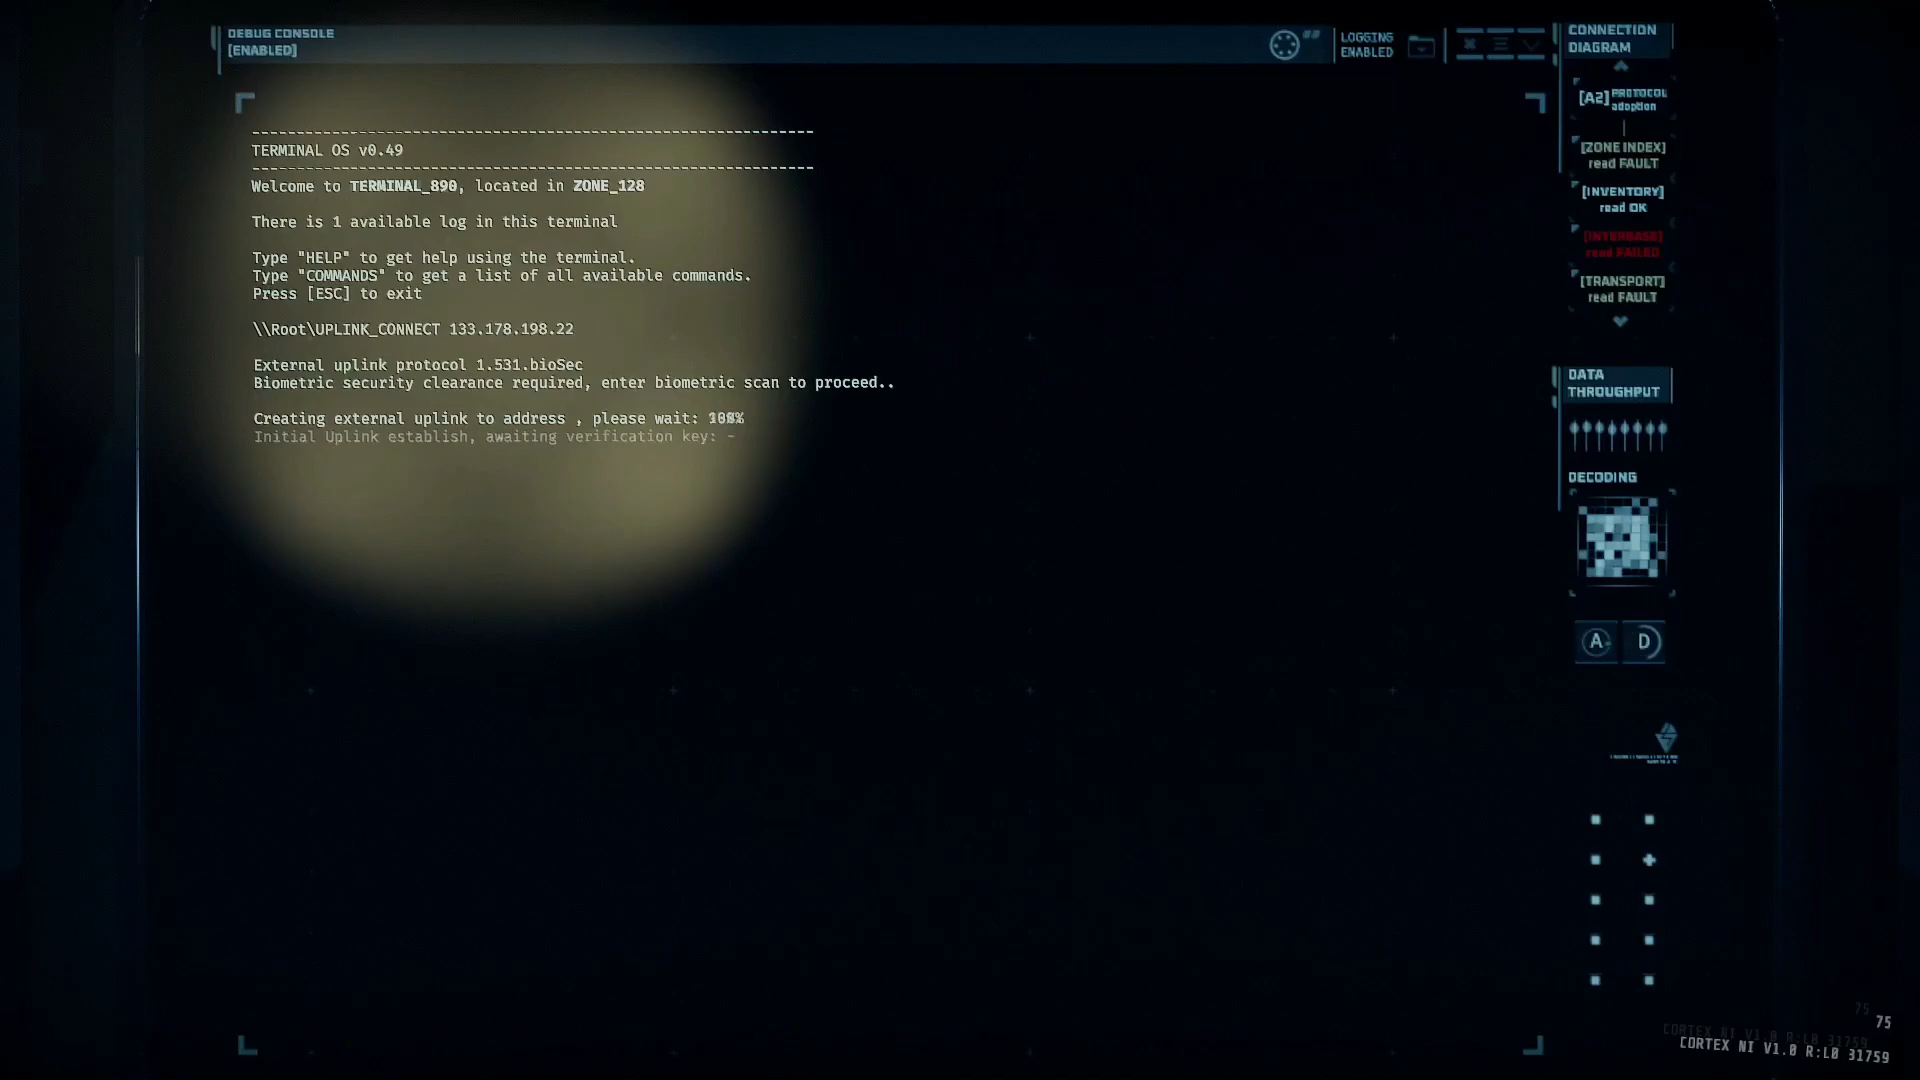 DEBUG CONSOLE
[ENABLED]
LOGGING
ENABLED
--------------------------------------------------------------
TERMINAL OS v0.49
--------------------------------------------------------------
Welcome to TERMINAL_890, located in ZONE_128
There is 1 available log in this terminal
Type "HELP" to get help using the terminal.
Type "COMMANDS" to get a list of all available commands.
Press [ESC] to exit
\\Root\UPLINK_CONNECT 133.178.198.22
External uplink protocol 1.531.bioSec
Biometric security clearance required, enter biometric scan to proceed..
Creating external uplink to address , please wait: 
Initial Uplink establish, awaiting verification key: -
CONNECTION
DIAGRAM
[A2] PROTOCOL
adoption
[ZONE INDEX]
read FAULT
[INVENTORY]
read OK
[INTERBASE]
read FAILED
[TRANSPORT]
read FAULT
DATA
THROUGHPUT
DECODING
A D
75
CORTEX NI V1.0 R:L0 31759